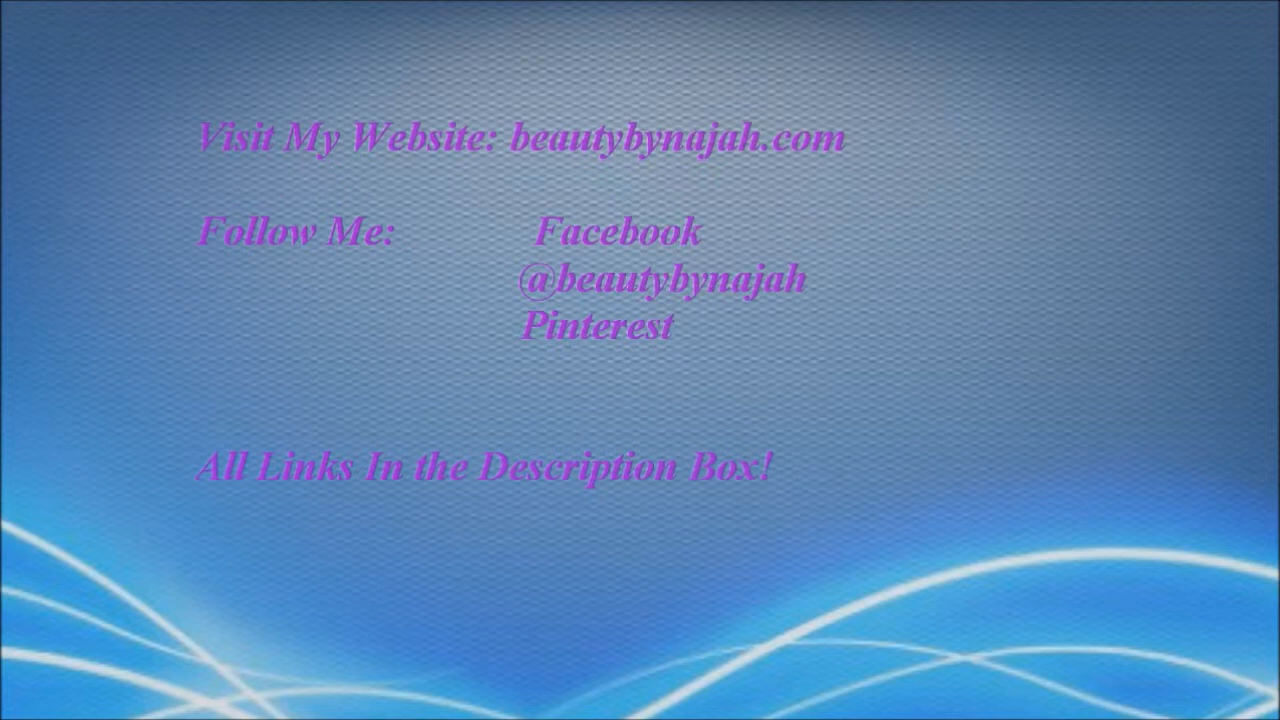 Visit My Website: beautybynajah.com
Follow Me: Facebook
@beautybynajah
Pinterest
All Links In the Description Box!